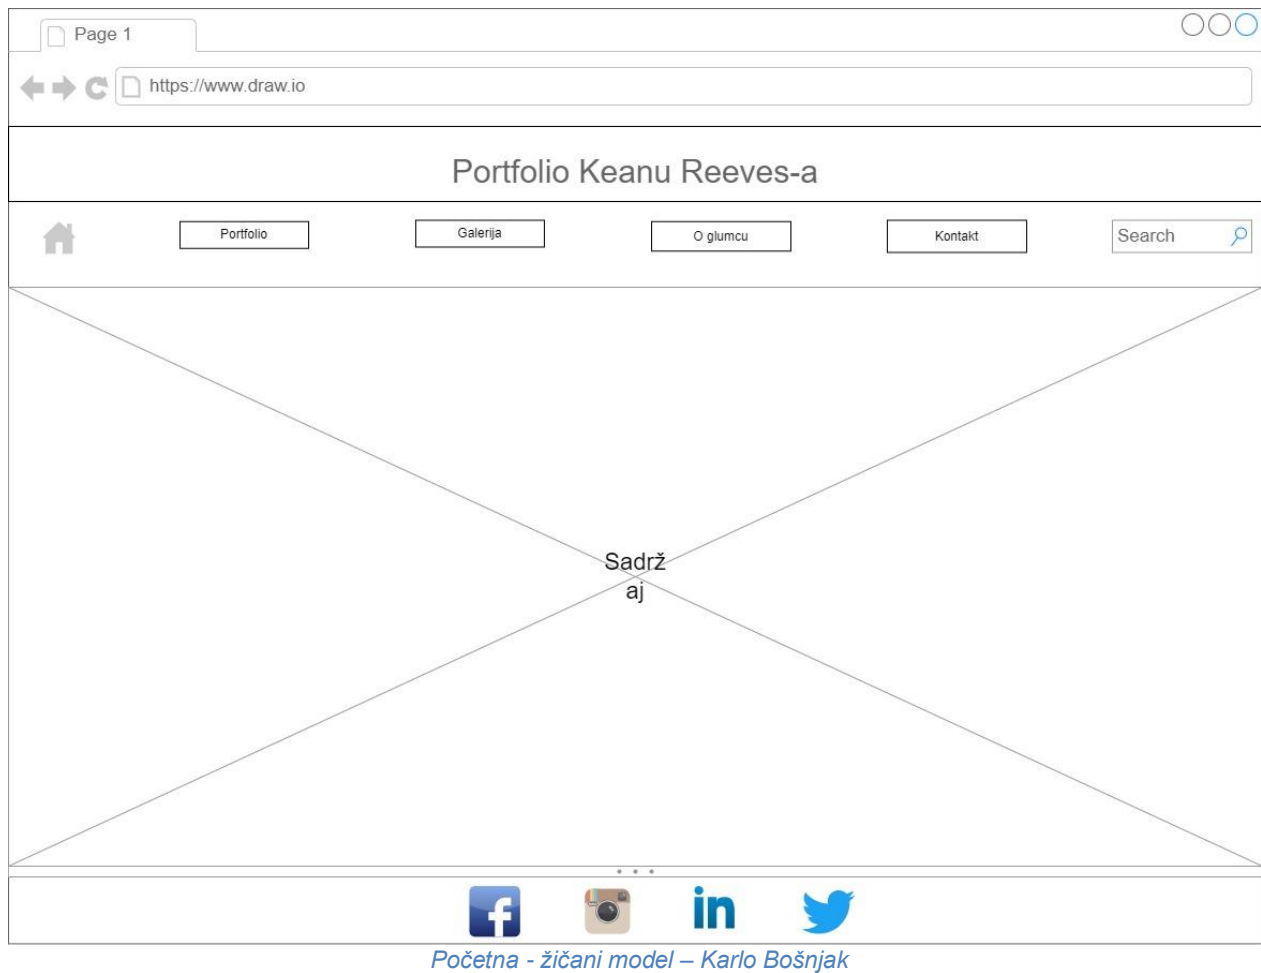 Page 1
https://www.draw.io
Portfolio Keanu Reeves-a
Portfolio
Galerija
O glumcu
Kontakt
Search
Sadrž
aj
f
in
Početna - žičani model – Karlo Bošnjak